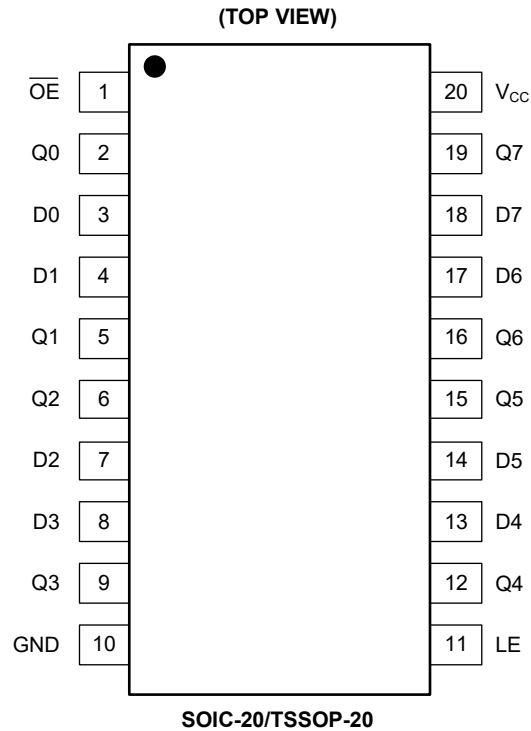 (TOP VIEW)
OE 1 20 VCC
Q0 2 19 Q7
D0 3 18 D7
D1 4 17 D6
Q1 5 16 Q6
Q2 6 15 Q5
D2 7 14 D5
D3 8 13 D4
Q3 9 12 Q4
GND 10 11 LE
SOIC-20/TSSOP-20